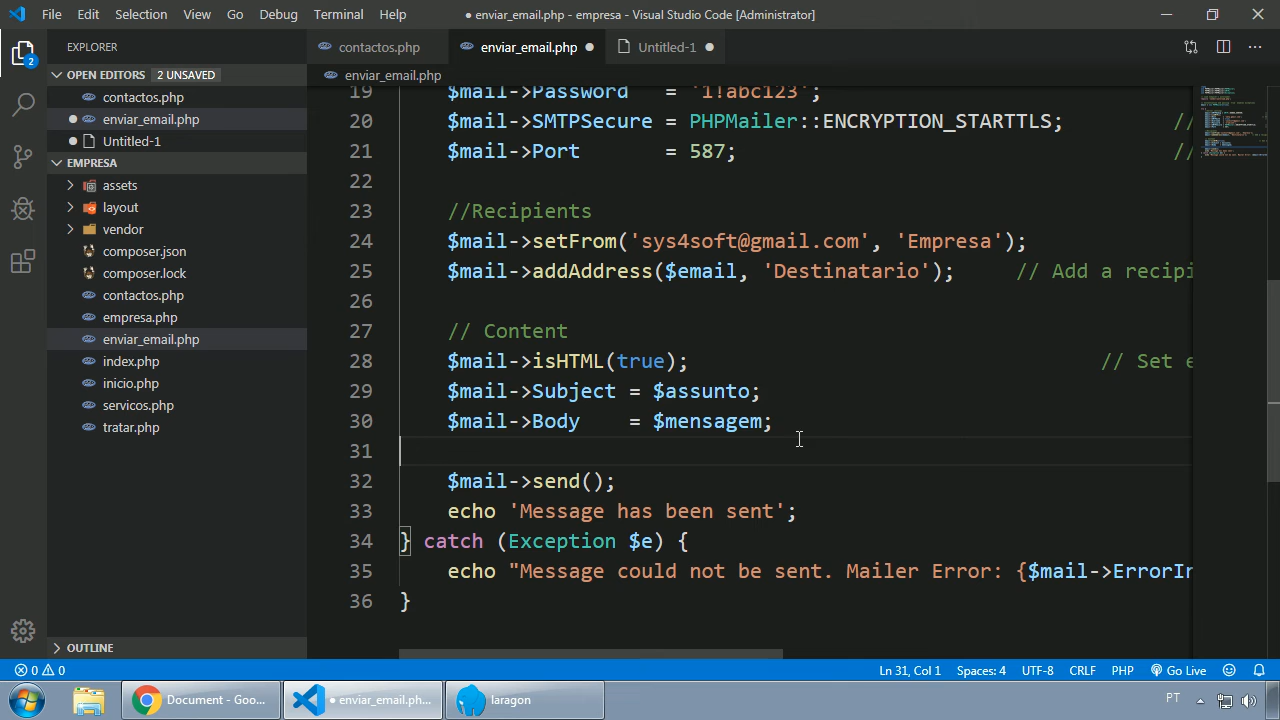 File Edit Selection View Go Debug Terminal Help
● enviar_email.php - empresa - Visual Studio Code [Administrator]
EXPLORER
contactos.php
enviar_email.php
Untitled-1
OPEN EDITORS 2 UNSAVED
enviar_email.php
contactos.php
enviar_email.php
Untitled-1
2
EMPRESA
assets
layout
vendor
composer.json
composer.lock
contactos.php
empresa.php
enviar_email.php
index.php
inicio.php
servicos.php
tratar.php
OUTLINE
19 $mail->Password = '1!abc123';
20 $mail->SMTPSecure = PHPMailer::ENCRYPTION_STARTTLS; //
21 $mail->Port = 587; //
22
23 //Recipients
24 $mail->setFrom('sys4soft@gmail.com', 'Empresa');
25 $mail->addAddress($email, 'Destinatario'); // Add a recipi
26
27 // Content
28 $mail->isHTML(true); // Set e
29 $mail->Subject = $assunto;
30 $mail->Body = $mensagem;
31
32 $mail->send();
33 echo 'Message has been sent';
34 } catch (Exception $e) {
35 echo "Message could not be sent. Mailer Error: {$mail->ErrorIn
36 }
0 0
Ln 31, Col 1 Spaces: 4 UTF-8 CRLF PHP Go Live
Document - Goo...
● enviar_email.ph...
laragon
PT